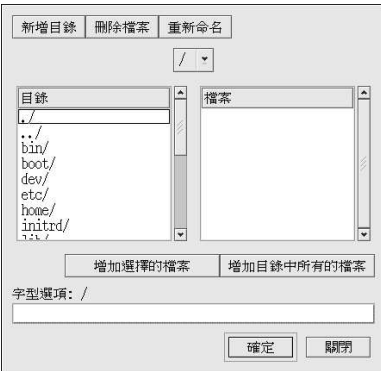 新增目錄 刪除檔案 重新命名
/
目錄 檔案
./
../
bin/
boot/
dev/
etc/
home/
initrd/
lib/
增加選擇的檔案 增加目錄中所有的檔案
字型選項: /
確定 關閉